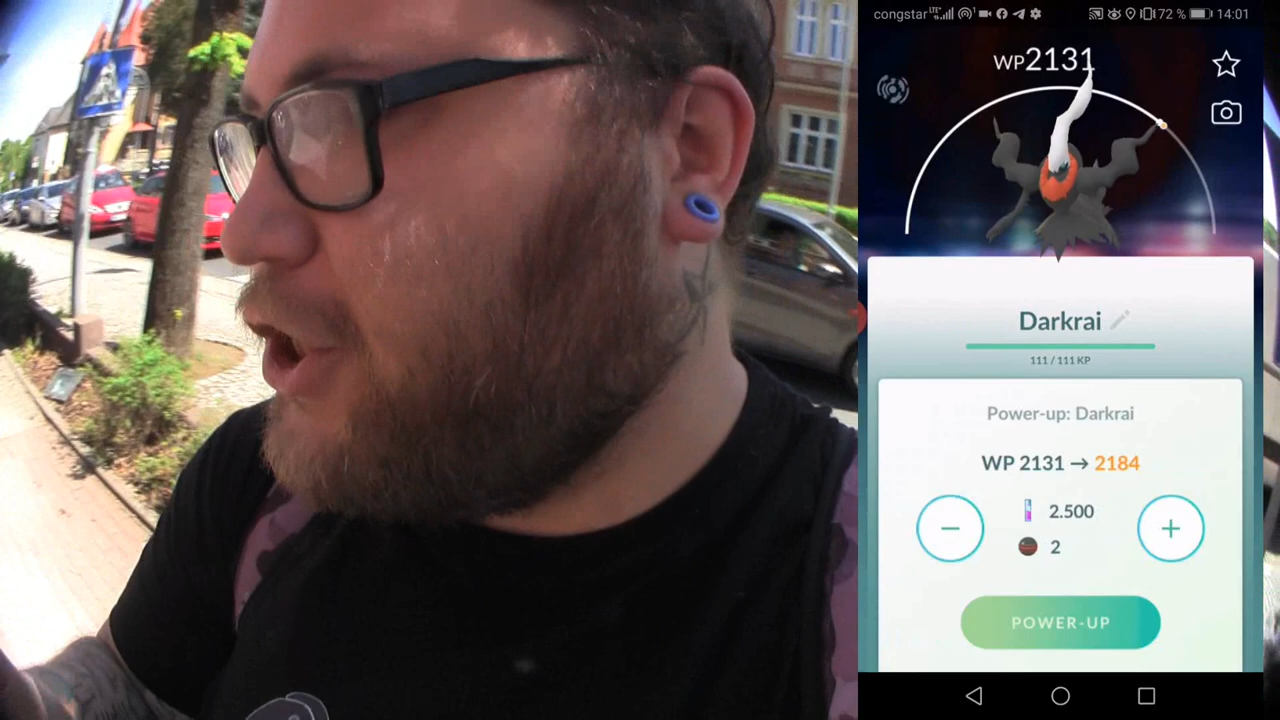 congstar LTE 72 % 14:01
WP2131
Darkrai
111 / 111 KP
Power-up: Darkrai
WP 2131 → 2184
− 2.500 +
2
POWER-UP